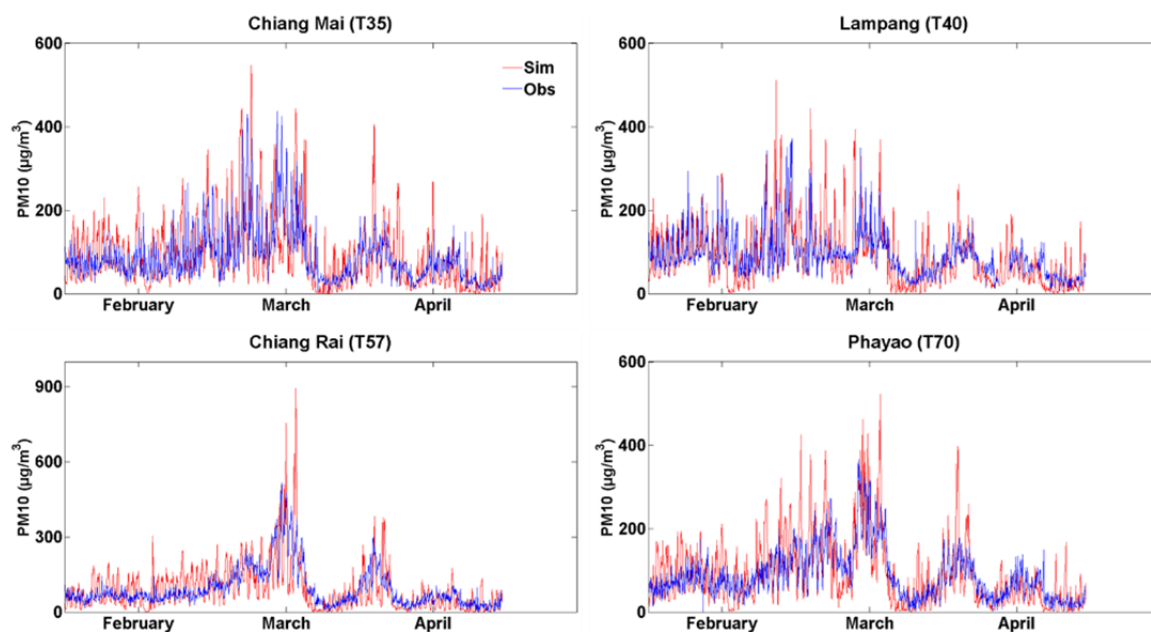 Chiang Mai (T35)
600
400
200
0
PM10 (µg/m³)
Sim
Obs
February March April
Lampang (T40)
600
400
200
0
PM10 (µg/m³)
February March April
Chiang Rai (T57)
900
600
300
0
PM10 (µg/m³)
February March April
Phayao (T70)
600
400
200
0
PM10 (µg/m³)
February March April